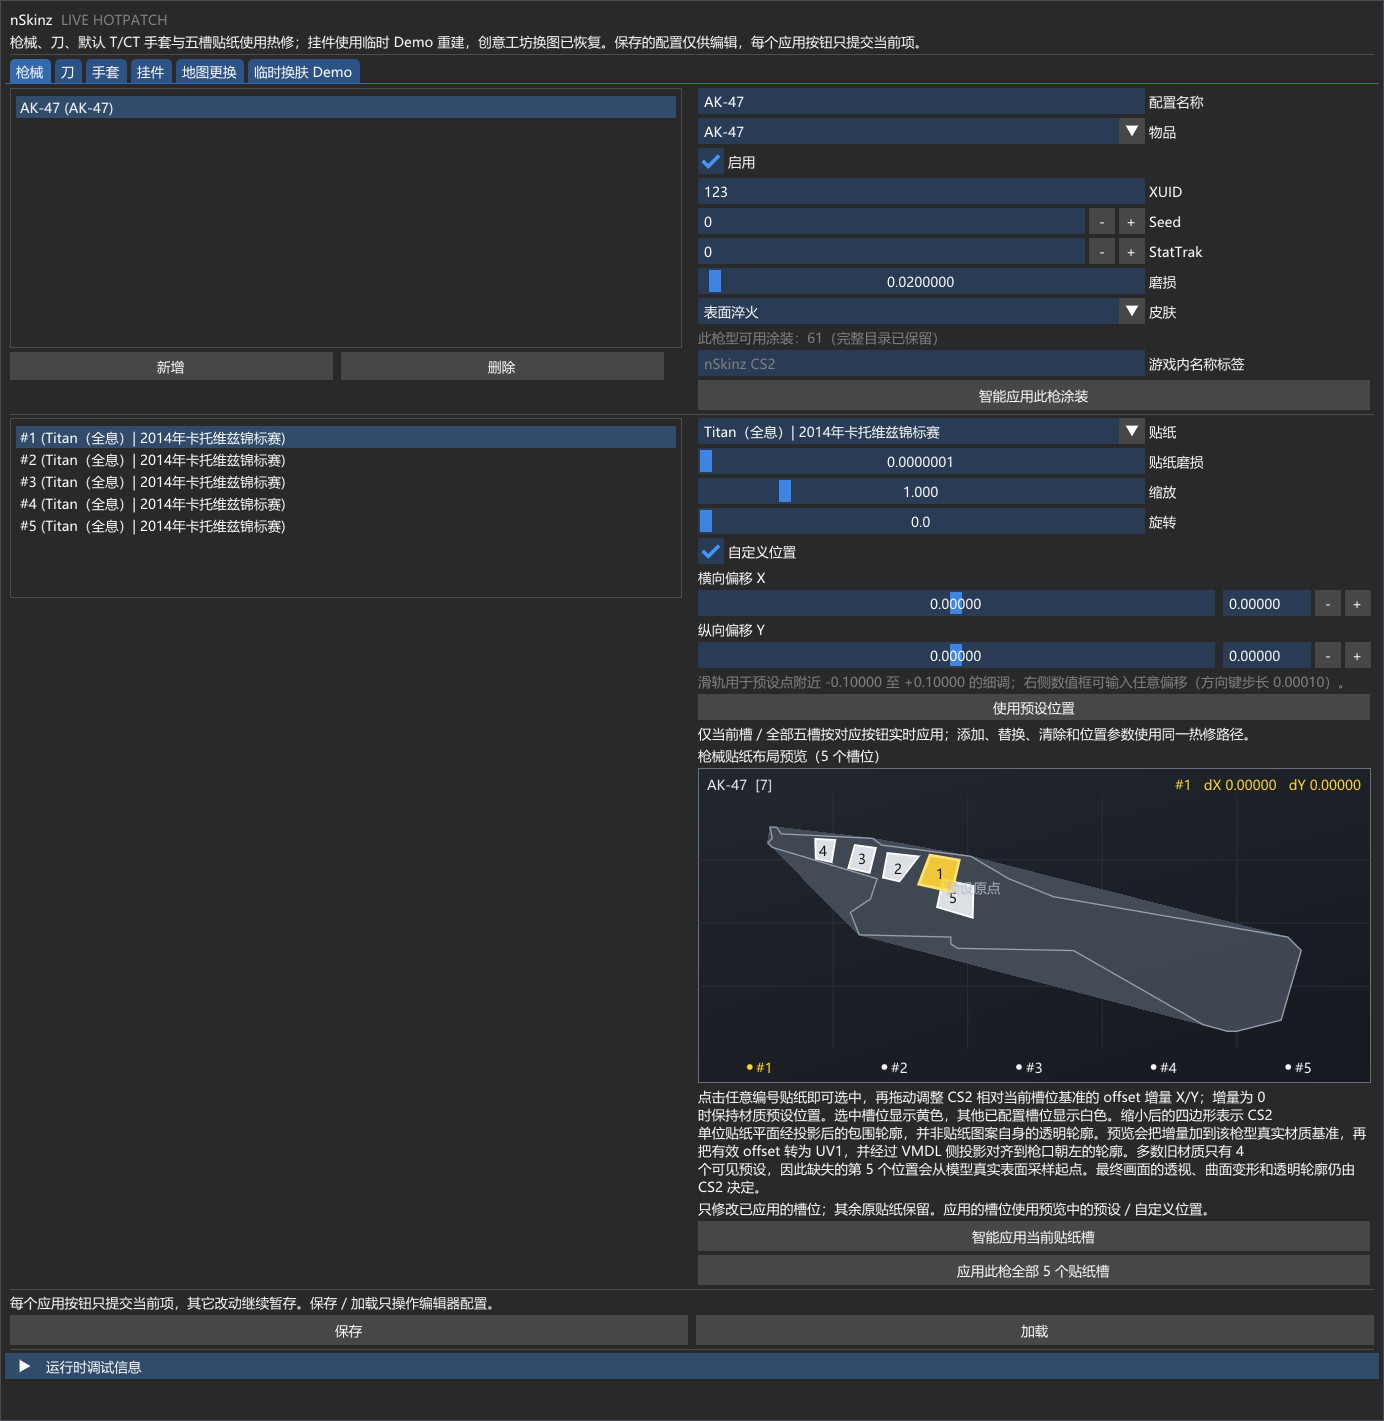 nSkinz LIVE HOTPATCH
枪械、刀、默认 T/CT 手套与五槽贴纸使用热修；挂件使用临时 Demo 重建，创意工坊换图已恢复。保存的配置仅供编辑，每个应用按钮只提交当前项。
枪械 刀 手套 挂件 地图更换 临时换肤 Demo
AK-47 (AK-47)
新增 删除
AK-47 配置名称
AK-47 物品
启用
123 XUID
0 - + Seed
0 - + StatTrak
0.0200000 磨损
表面淬火 皮肤
此枪型可用涂装：61（完整目录已保留）
nSkinz CS2 游戏内名称标签
智能应用此枪涂装
#1 (Titan（全息）| 2014年卡托维兹锦标赛)
#2 (Titan（全息）| 2014年卡托维兹锦标赛)
#3 (Titan（全息）| 2014年卡托维兹锦标赛)
#4 (Titan（全息）| 2014年卡托维兹锦标赛)
#5 (Titan（全息）| 2014年卡托维兹锦标赛)
Titan（全息）| 2014年卡托维兹锦标赛 贴纸
0.0000001 贴纸磨损
1.000 缩放
0.0 旋转
自定义位置
横向偏移 X
0.00000 0.00000 - +
纵向偏移 Y
0.00000 0.00000 - +
滑轨用于预设点附近 -0.10000 至 +0.10000 的细调；右侧数值框可输入任意偏移（方向键步长 0.00010）。
使用预设位置
仅当前槽 / 全部五槽按对应按钮实时应用；添加、替换、清除和位置参数使用同一热修路径。
枪械贴纸布局预览（5 个槽位）
AK-47 [7] #1 dX 0.00000 dY 0.00000
4 3 2 1
预设原点
5
#1 #2 #3 #4 #5
点击任意编号贴纸即可选中，再拖动调整 CS2 相对当前槽位基准的 offset 增量 X/Y；增量为 0
时保持材质预设位置。选中槽位显示黄色，其他已配置槽位显示白色。缩小后的四边形表示 CS2
单位贴纸平面经投影后的包围轮廓，并非贴纸图案自身的透明轮廓。预览会把增量加到该枪型真实材质基准，再
把有效 offset 转为 UV1，并经过 VMDL 侧投影对齐到枪口朝左的轮廓。多数旧材质只有 4
个可见预设，因此缺失的第 5 个位置会从模型真实表面采样起点。最终画面的透视、曲面变形和透明轮廓仍由
CS2 决定。
只修改已应用的槽位；其余原贴纸保留。应用的槽位使用预览中的预设 / 自定义位置。
智能应用当前贴纸槽
应用此枪全部 5 个贴纸槽
每个应用按钮只提交当前项，其它改动继续暂存。保存 / 加载只操作编辑器配置。
保存 加载
运行时调试信息